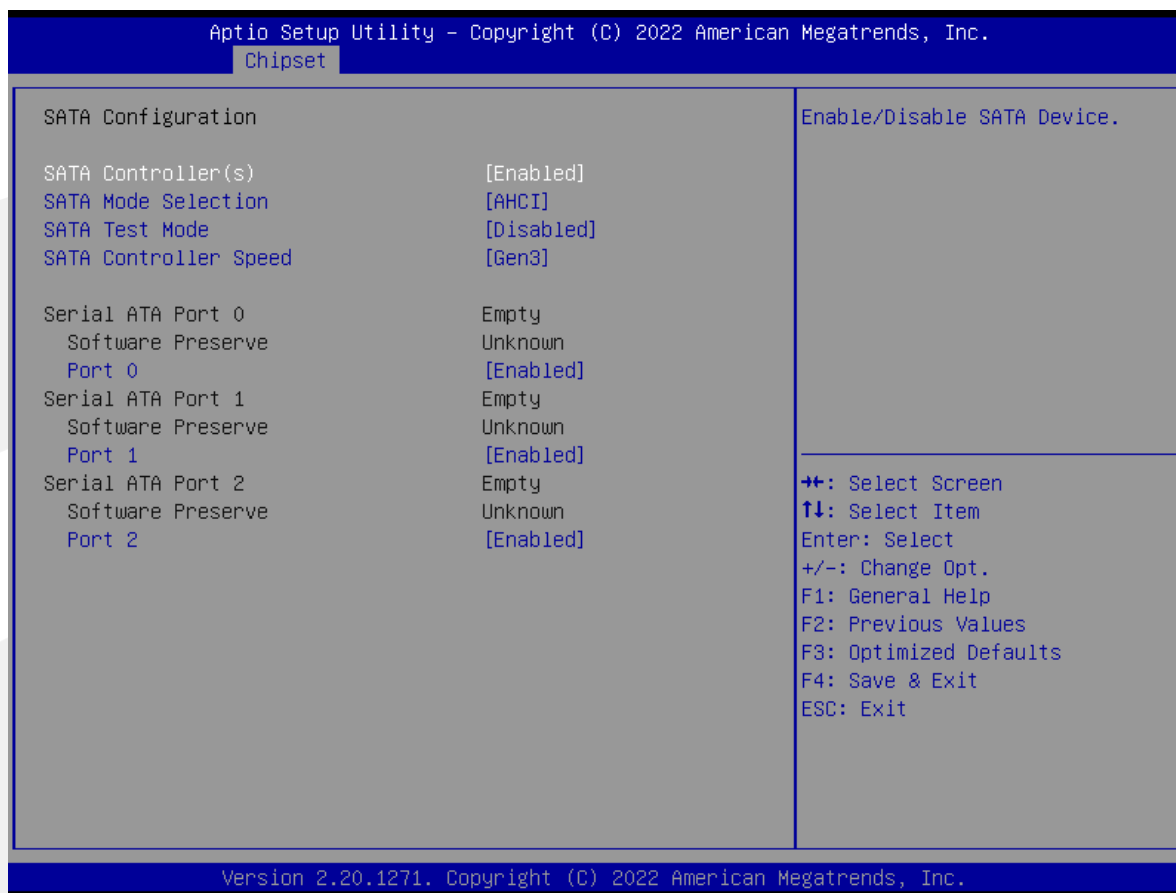 Aptio Setup Utility – Copyright (C) 2022 American Megatrends, Inc.
Chipset
SATA Configuration
SATA Controller(s) [Enabled]
SATA Mode Selection [AHCI]
SATA Test Mode [Disabled]
SATA Controller Speed [Gen3]
Serial ATA Port 0 Empty
Software Preserve Unknown
Port 0 [Enabled]
Serial ATA Port 1 Empty
Software Preserve Unknown
Port 1 [Enabled]
Serial ATA Port 2 Empty
Software Preserve Unknown
Port 2 [Enabled]
Enable/Disable SATA Device.
→←: Select Screen
↑↓: Select Item
Enter: Select
+/-: Change Opt.
F1: General Help
F2: Previous Values
F3: Optimized Defaults
F4: Save & Exit
ESC: Exit
Version 2.20.1271. Copyright (C) 2022 American Megatrends, Inc.